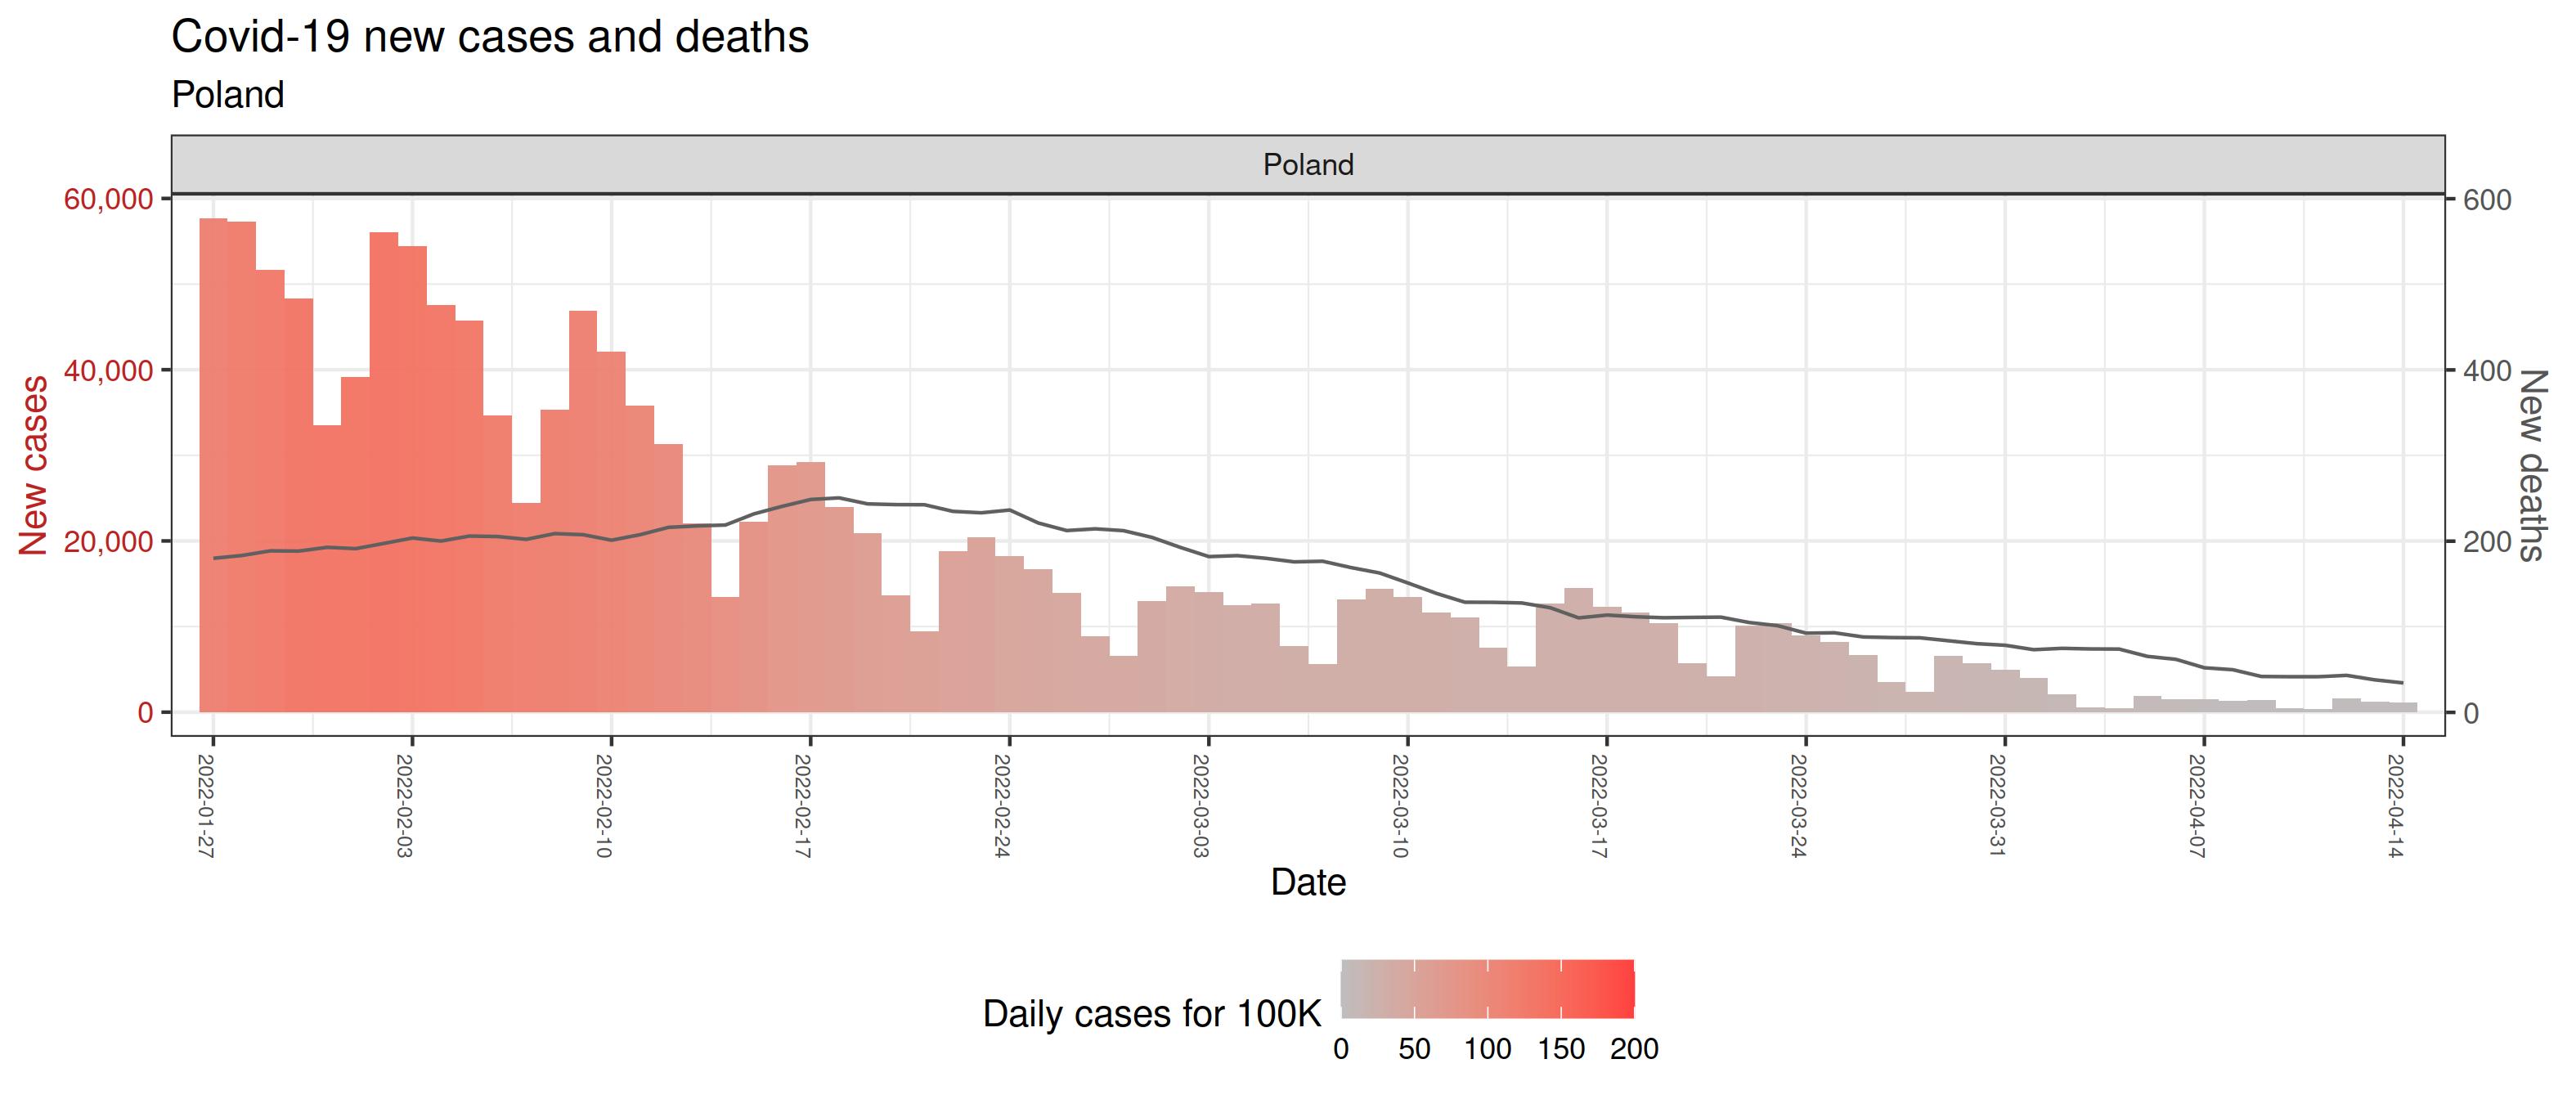 Covid-19 new cases and deaths
Poland
Poland
60,000
40,000
20,000
0
New cases
600
400
200
0
New deaths
2022-01-27
2022-02-03
2022-02-10
2022-02-17
2022-02-24
2022-03-03
2022-03-10
2022-03-17
2022-03-24
2022-03-31
2022-04-07
2022-04-14
Date
Daily cases for 100K
0 50 100 150 200